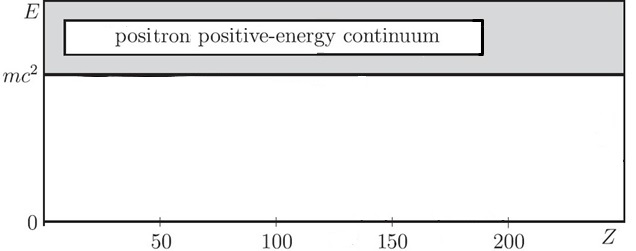 E
positron positive-energy continuum
mc²
0
50 100 150 200 Z